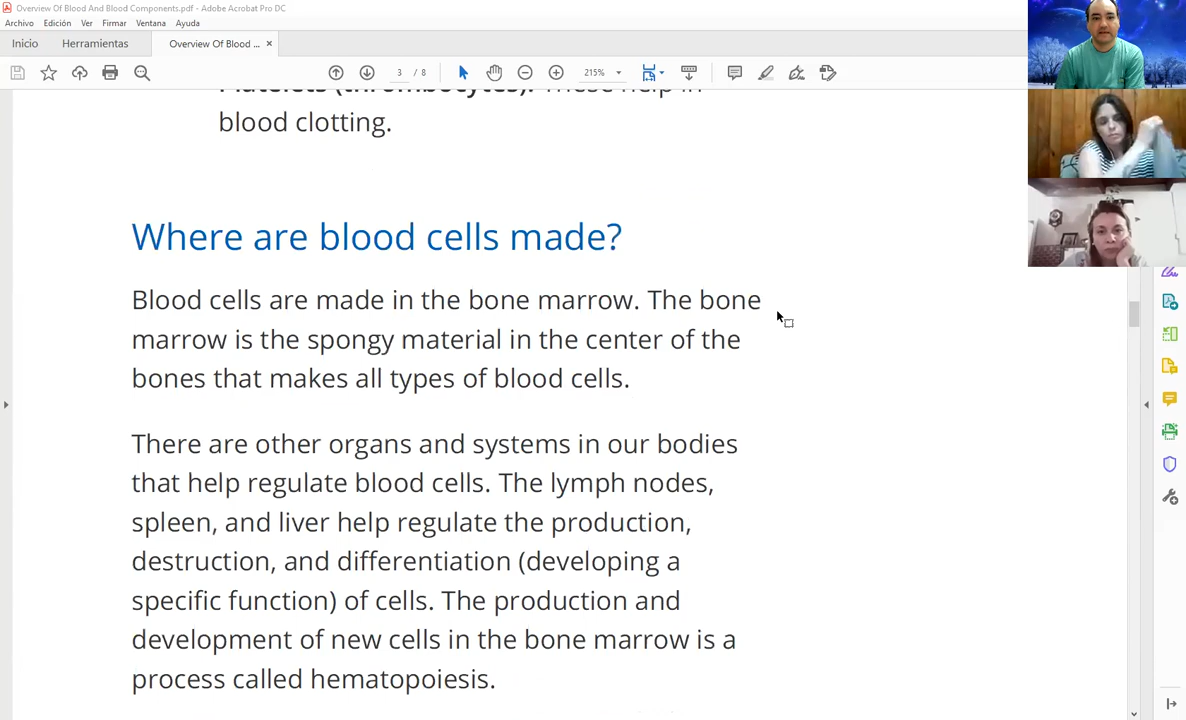 Overview Of Blood And Blood Components.pdf - Adobe Acrobat Pro DC
Archivo Edición Ver Firmar Ventana Ayuda
Inicio Herramientas Overview Of Blood ... ×
3 / 8 215%
Platelets (thrombocytes). These help in
blood clotting.
Where are blood cells made?
Blood cells are made in the bone marrow. The bone
marrow is the spongy material in the center of the
bones that makes all types of blood cells.
There are other organs and systems in our bodies
that help regulate blood cells. The lymph nodes,
spleen, and liver help regulate the production,
destruction, and differentiation (developing a
specific function) of cells. The production and
development of new cells in the bone marrow is a
process called hematopoiesis.